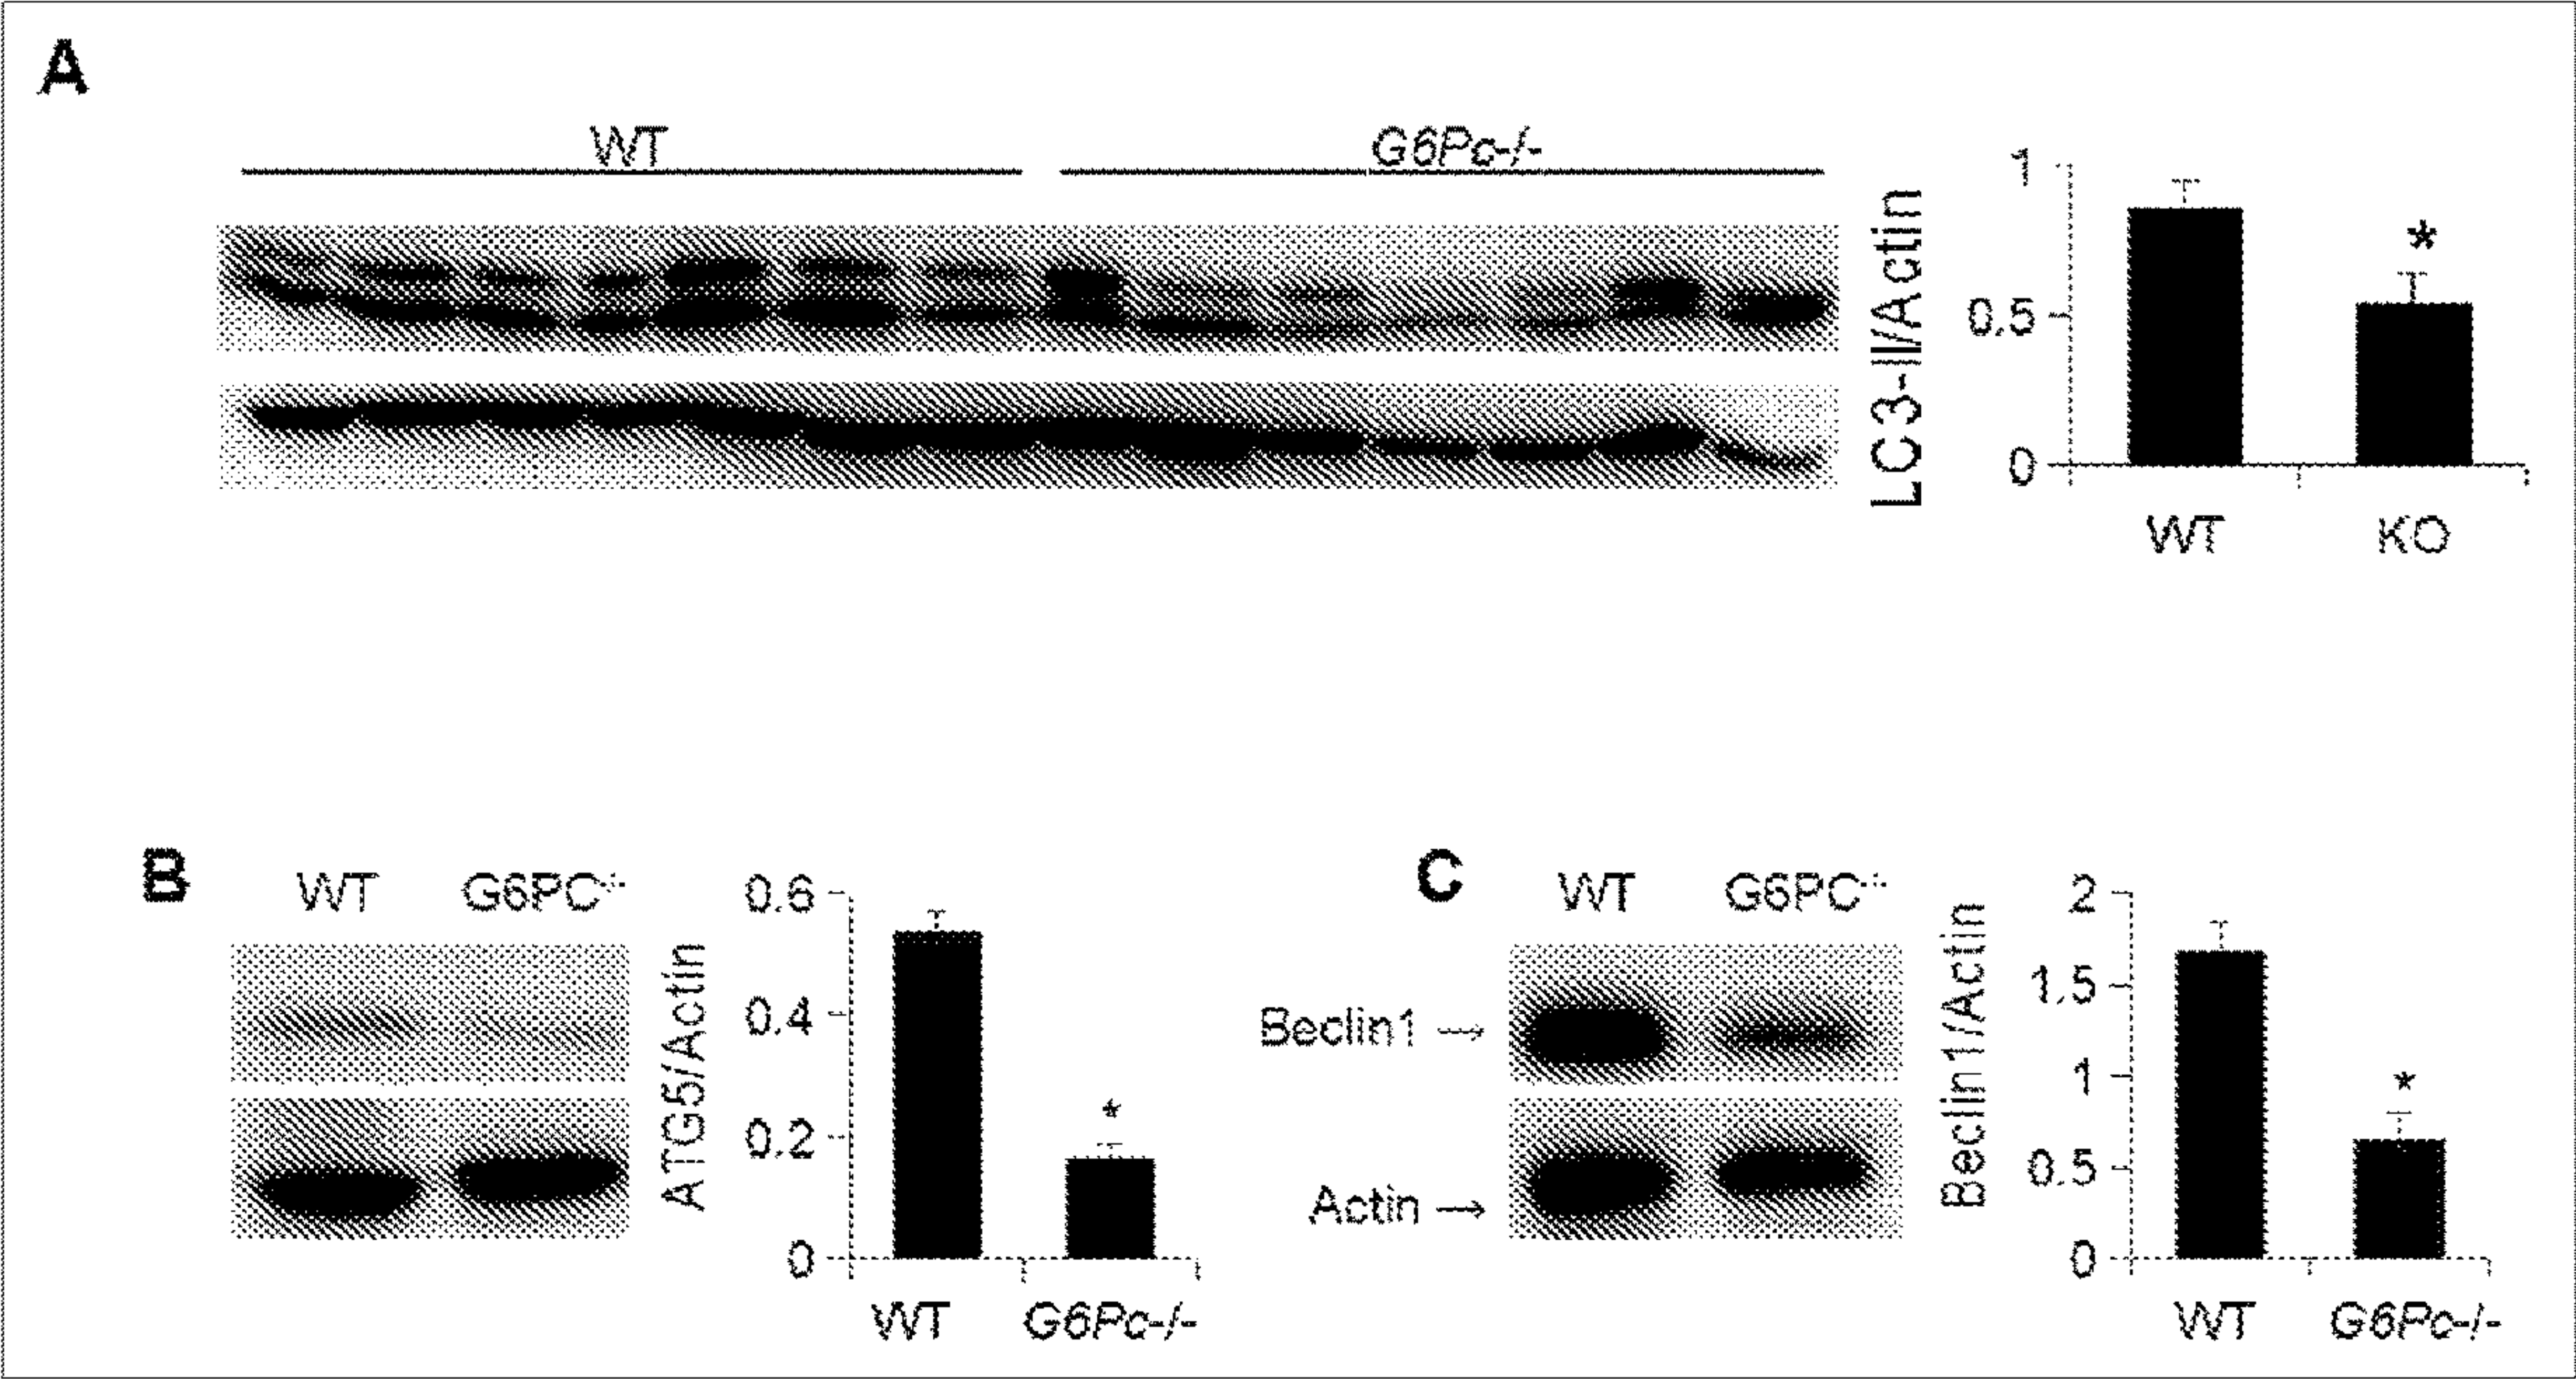 A
WT
G6Pc-/-
LC3-II/Actin
1
0.5
0
*
WT
KO
B
WT
G6PC-/-
ATG5/Actin
0.6
0.4
0.2
0
*
WT
G6Pc-/-
C
WT
G6PC-/-
Beclin1 →
Actin →
Beclin1/Actin
2
1.5
1
0.5
0
*
WT
G6Pc-/-